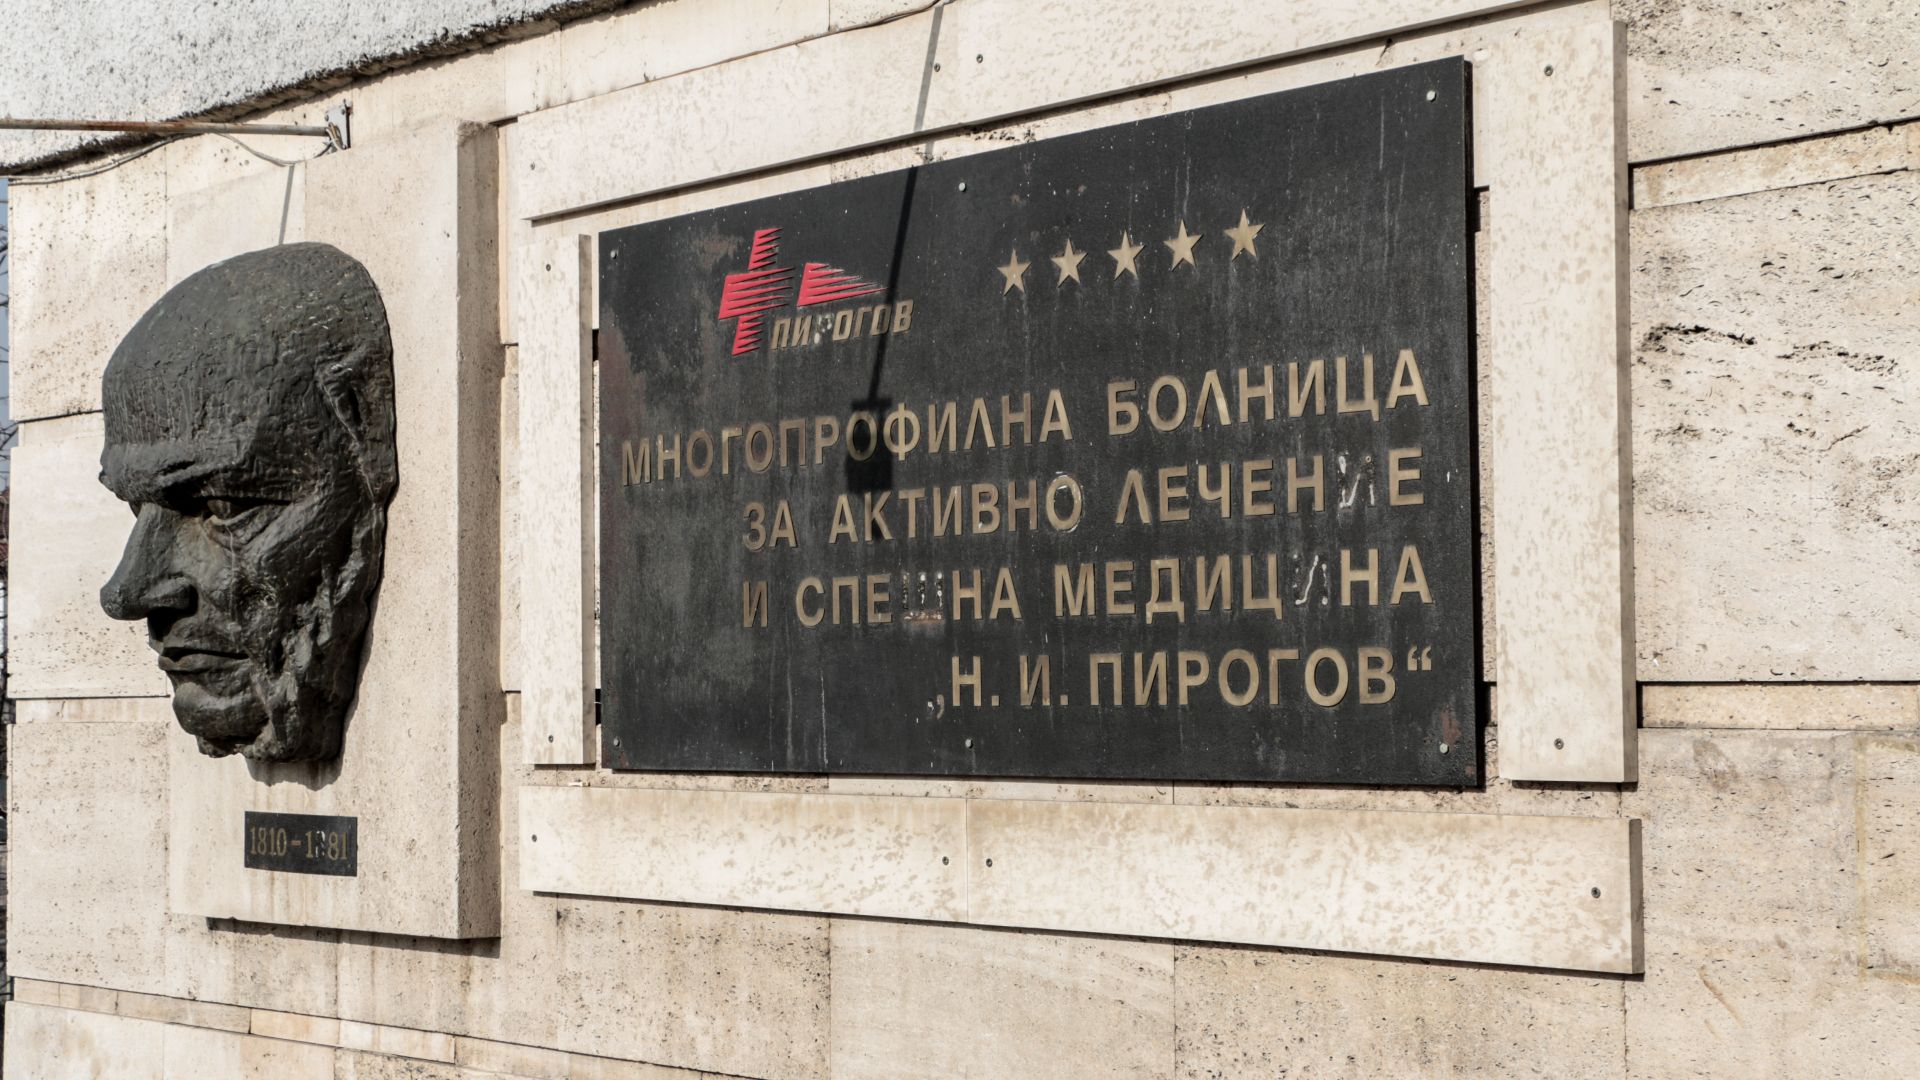 ПИРОГОВ
МНОГОПРОФИЛНА БОЛНИЦА
ЗА АКТИВНО ЛЕЧЕНИЕ
И СПЕШНА МЕДИЦИНА
„Н. И. ПИРОГОВ“
1810-1881